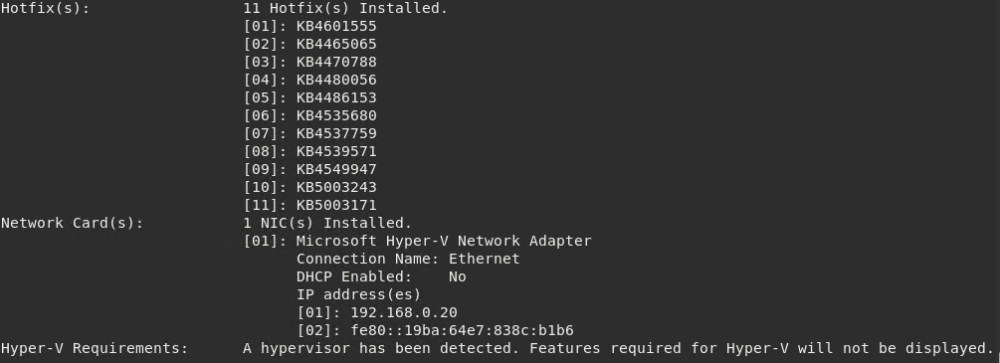 Hotfix(s): 11 Hotfix(s) Installed.
[01]: KB4601555
[02]: KB4465065
[03]: KB4470788
[04]: KB4480056
[05]: KB4486153
[06]: KB4535680
[07]: KB4537759
[08]: KB4539571
[09]: KB4549947
[10]: KB5003243
[11]: KB5003171
Network Card(s): 1 NIC(s) Installed.
[01]: Microsoft Hyper-V Network Adapter
Connection Name: Ethernet
DHCP Enabled: No
IP address(es)
[01]: 192.168.0.20
[02]: fe80::19ba:64e7:838c:b1b6
Hyper-V Requirements: A hypervisor has been detected. Features required for Hyper-V will not be displayed.